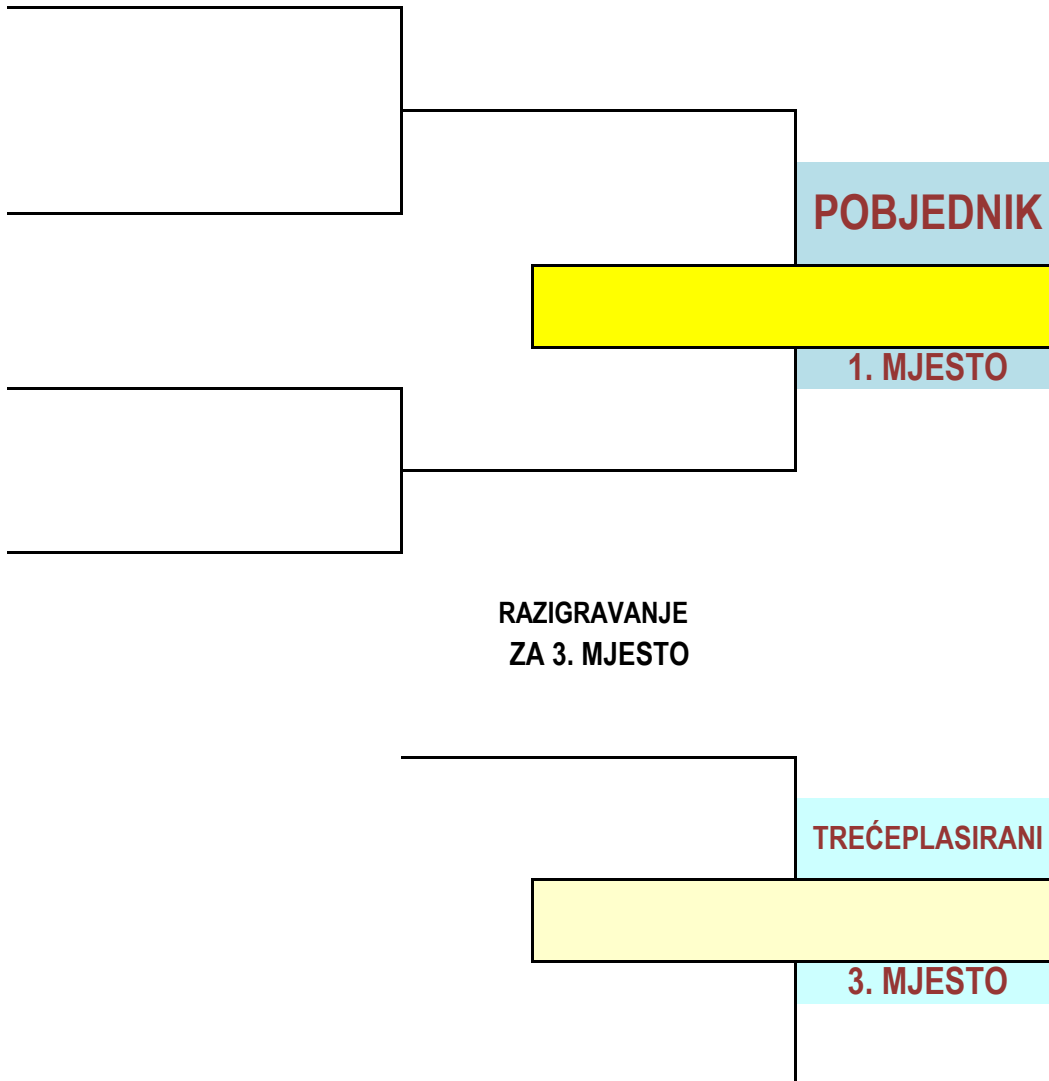 POBJEDNIK
1. MJESTO
RAZIGRAVANJE
ZA 3. MJESTO
TREĆEPLASIRANI
3. MJESTO